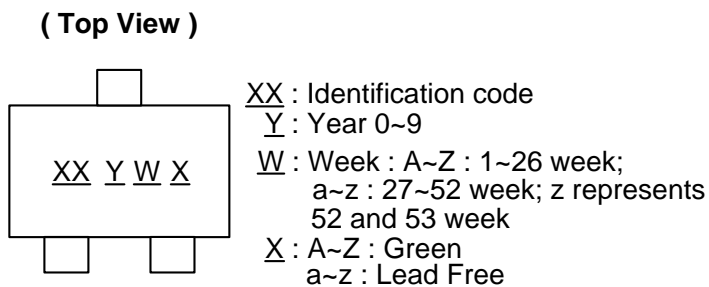 ( Top View )
XX Y W X
XX : Identification code
Y : Year 0~9
W : Week : A~Z : 1~26 week;
a~z : 27~52 week; z represents
52 and 53 week
X : A~Z : Green
a~z : Lead Free